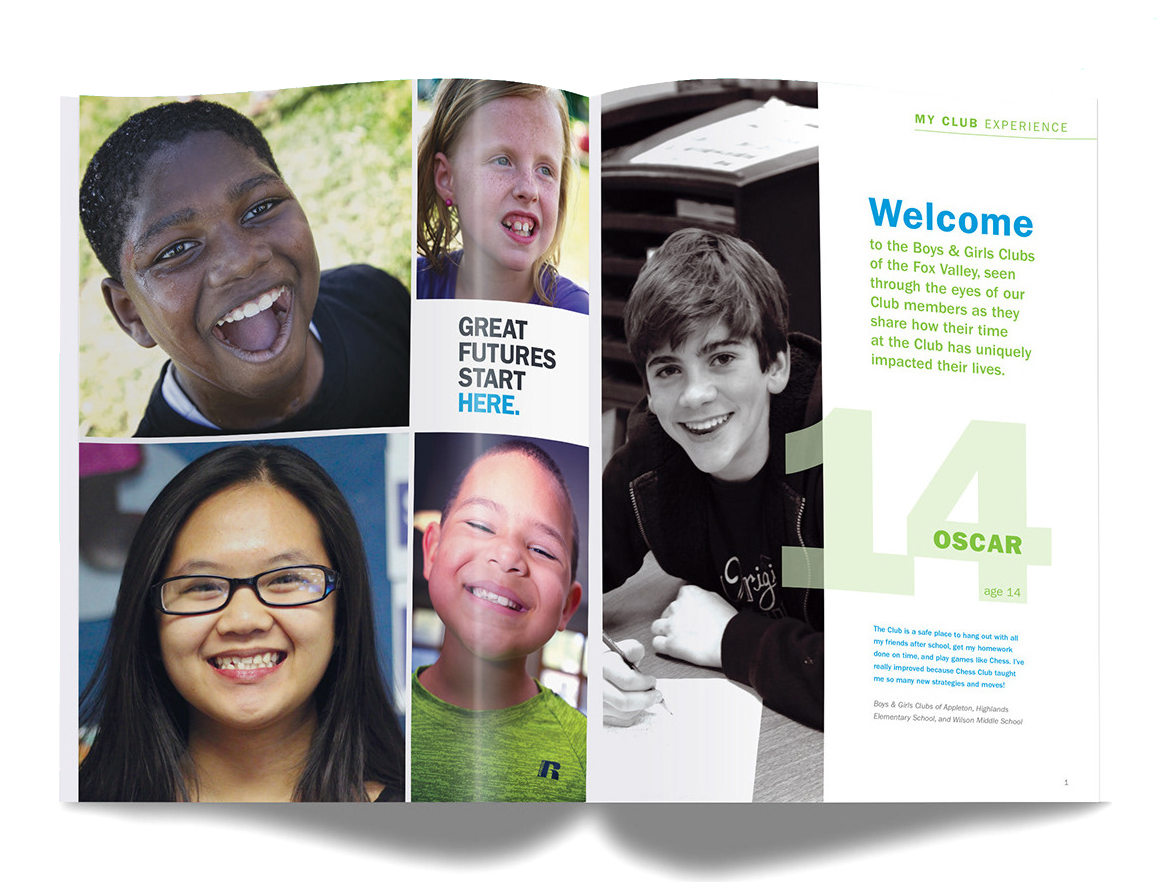 GREAT
FUTURES
START
HERE.
R
MY CLUB EXPERIENCE
Welcome
to the Boys & Girls Clubs
of the Fox Valley, seen
through the eyes of our
Club members as they
share how their time
at the Club has uniquely
impacted their lives.
14
OSCAR
age 14
The Club is a safe place to hang out with all
my friends after school, get my homework
done on time, and play games like Chess. I've
really improved because Chess Club taught
me so many new strategies and moves!
Boys & Girls Clubs of Appleton, Highlands
Elementary School, and Wilson Middle School
1